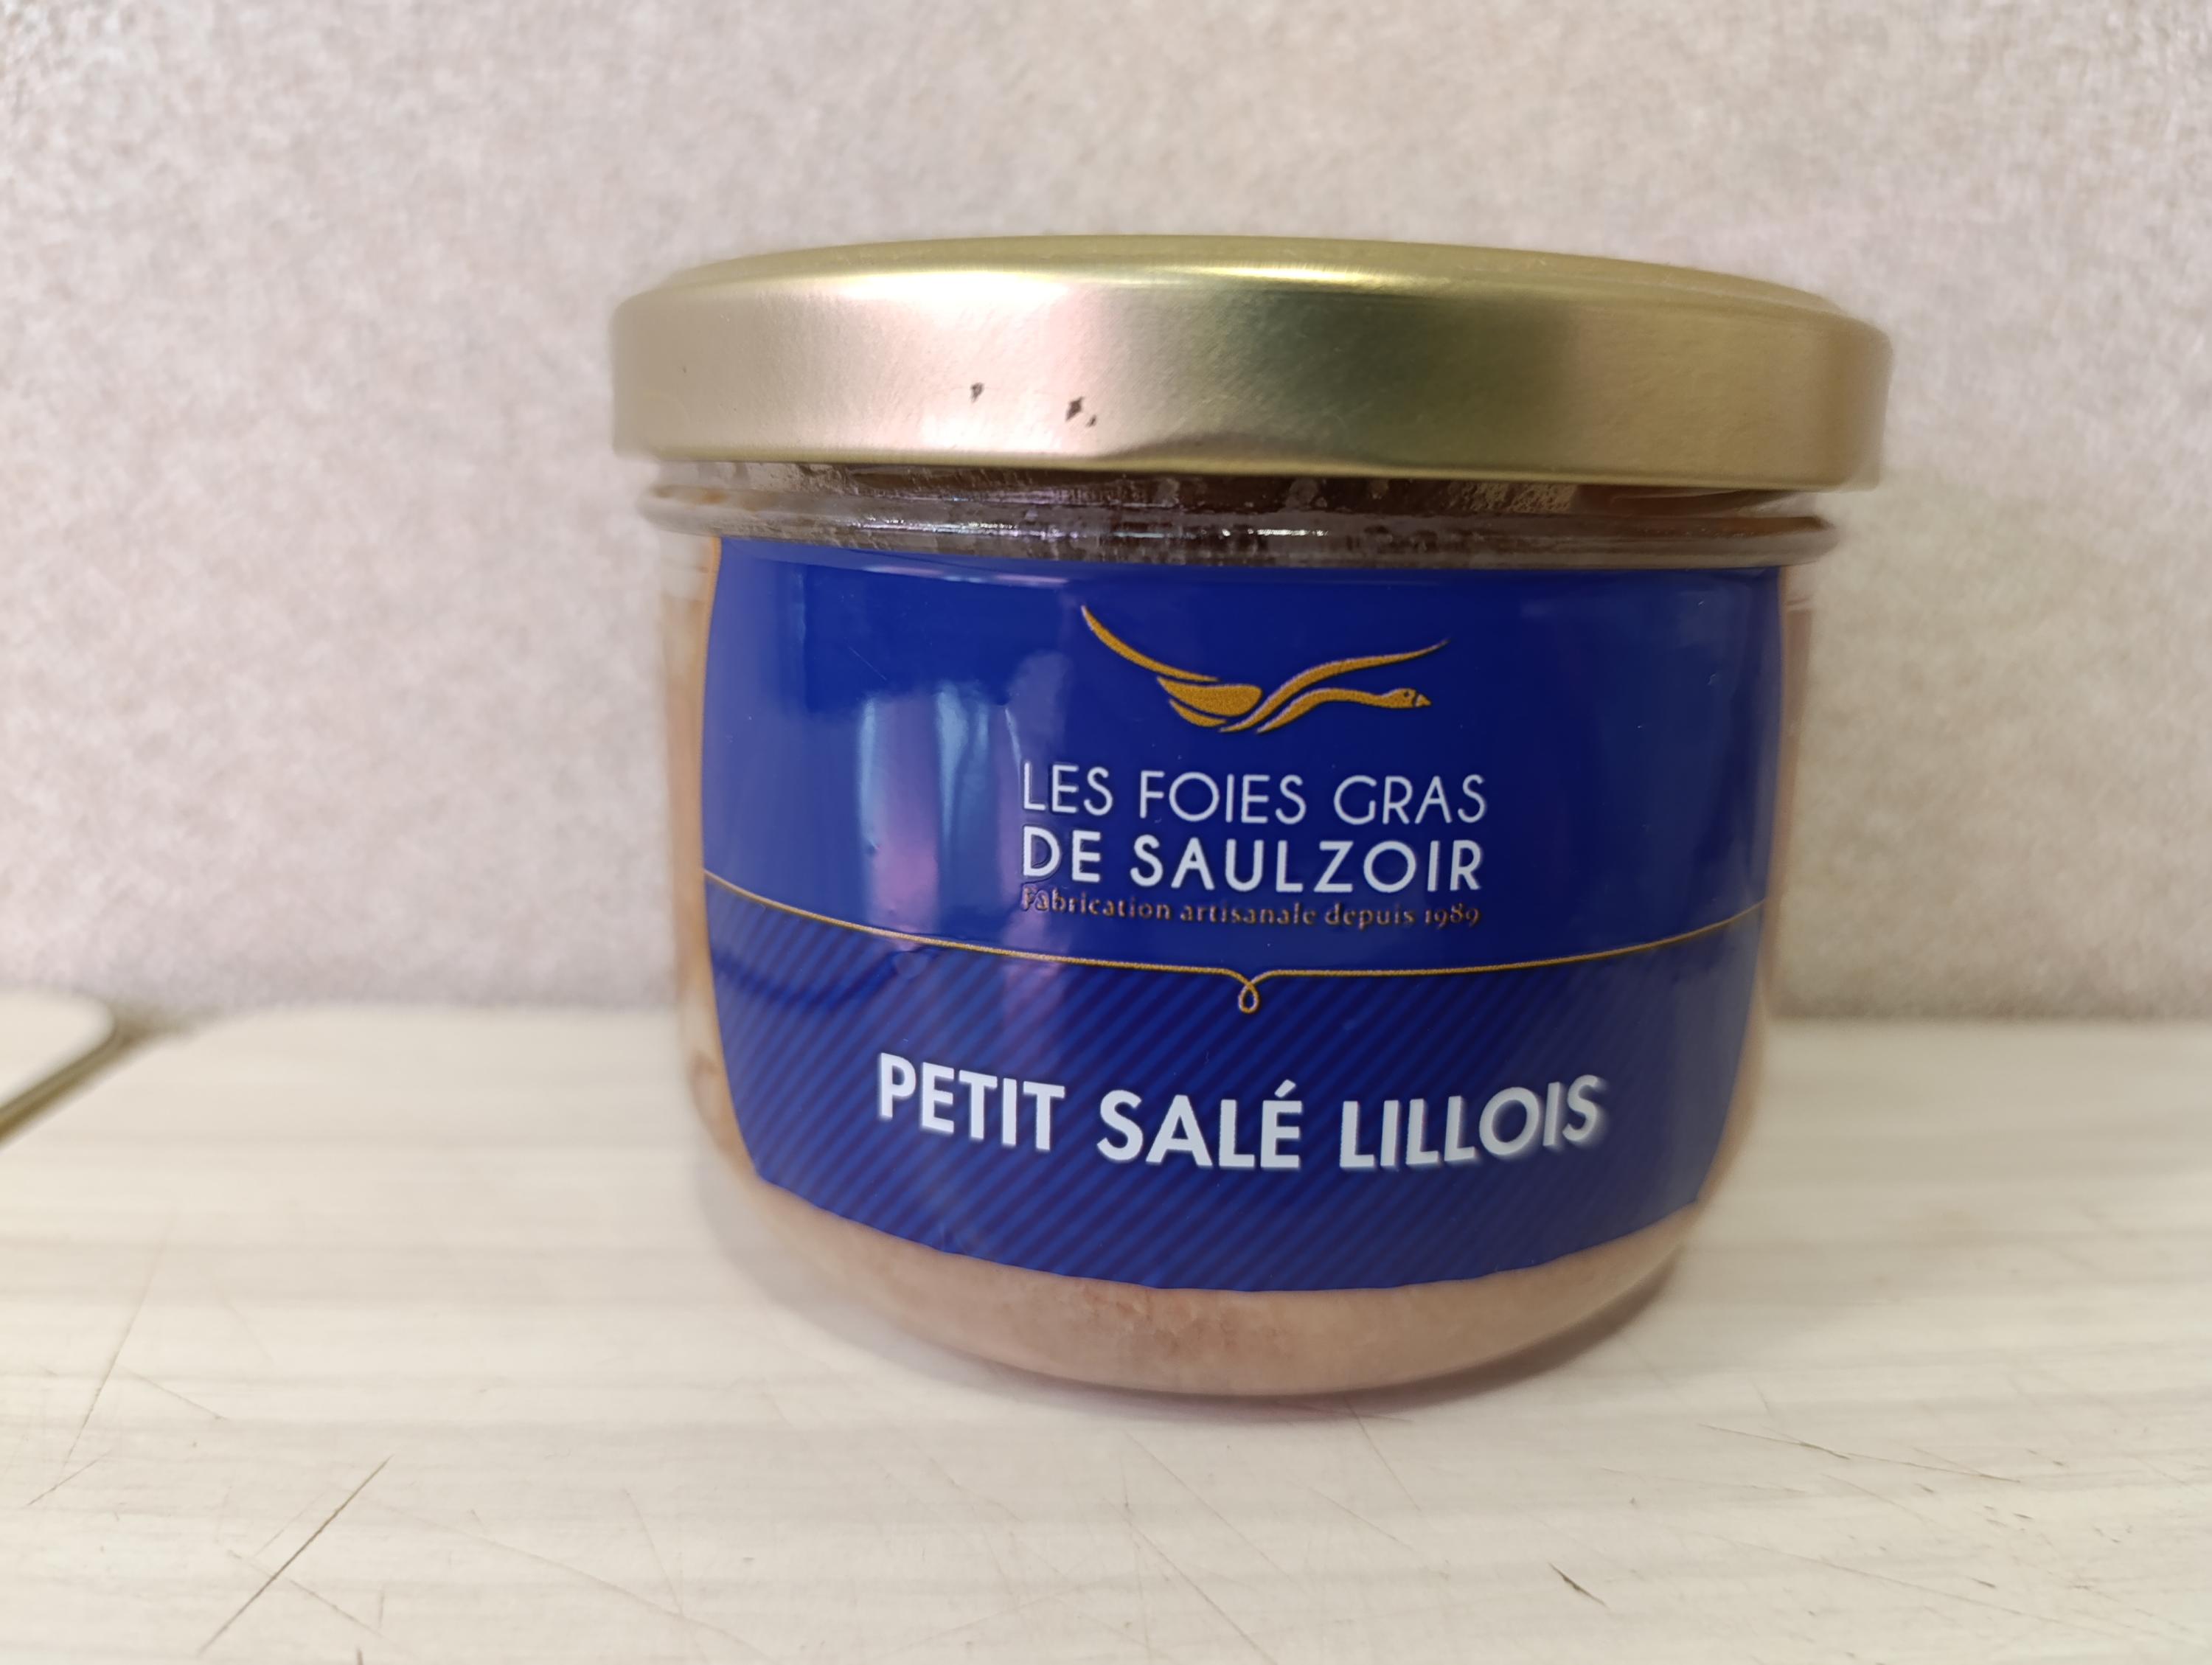 LES FOIES GRAS
DE SAULZOIR
Fabrication artisanale depuis 1989
PETIT SALÉ LILLOIS